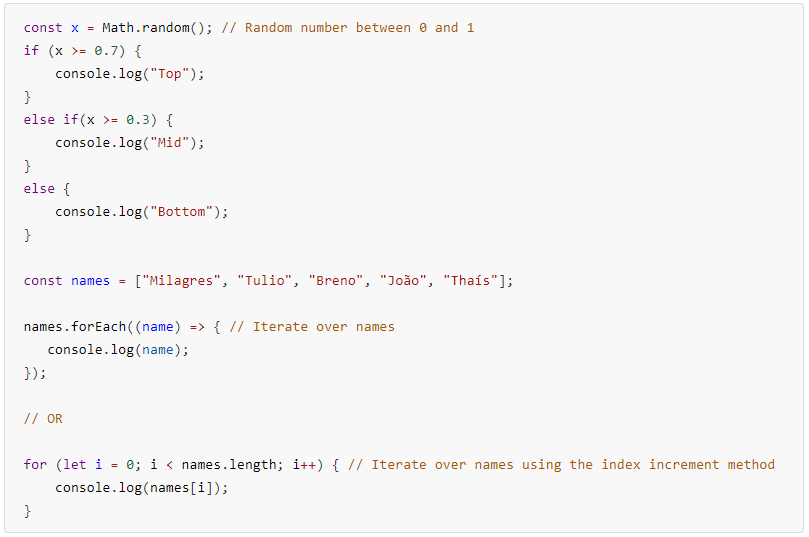 const x = Math.random(); // Random number between 0 and 1
if (x >= 0.7) {
    console.log("Top");
}
else if(x >= 0.3) {
    console.log("Mid");
}
else {
    console.log("Bottom");
}

const names = ["Milagres", "Tulio", "Breno", "João", "Thaís"];

names.forEach((name) => { // Iterate over names
   console.log(name);
});

// OR

for (let i = 0; i < names.length; i++) { // Iterate over names using the index increment method
    console.log(names[i]);
}